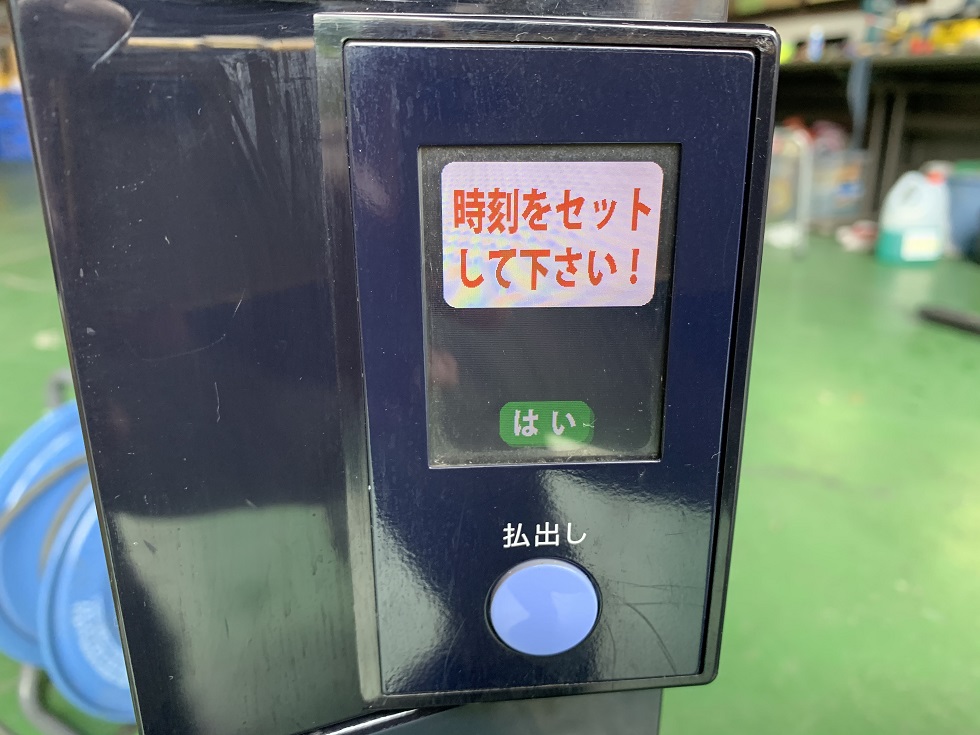 時刻をセット
して下さい！
はい
払出し